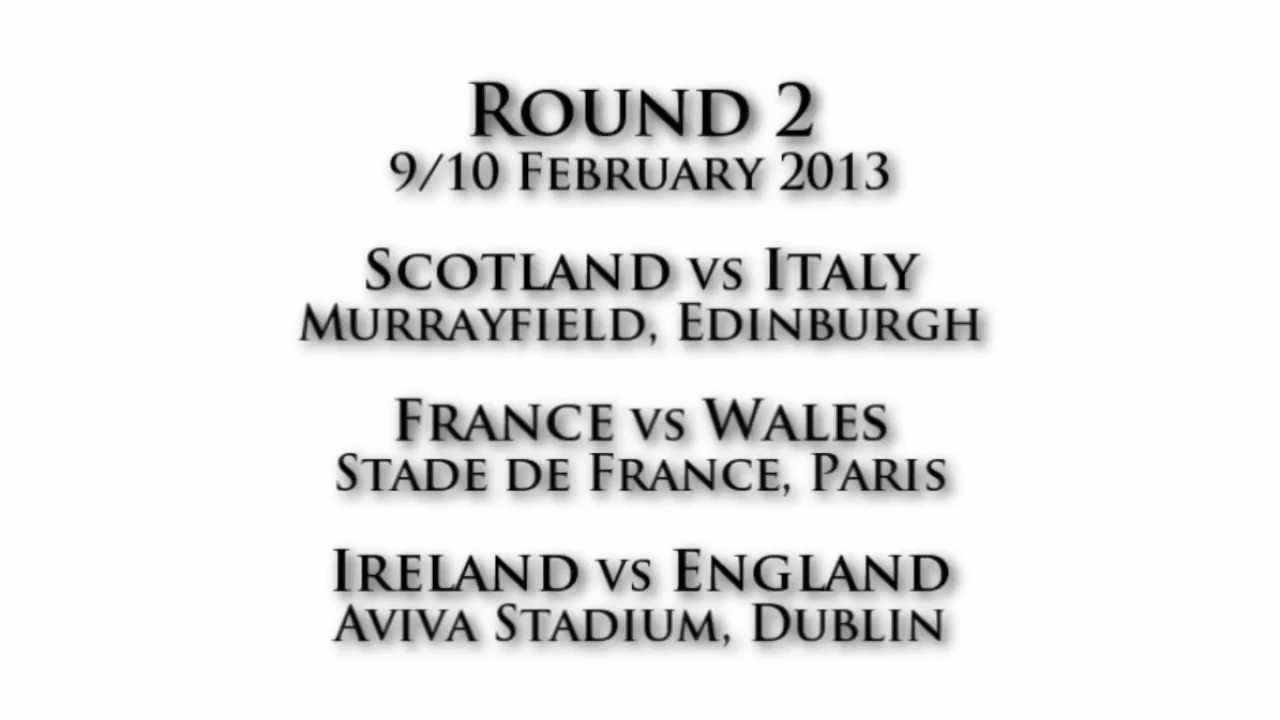 Round 2
9/10 February 2013
Scotland vs Italy
Murrayfield, Edinburgh
France vs Wales
Stade de France, Paris
Ireland vs England
Aviva Stadium, Dublin